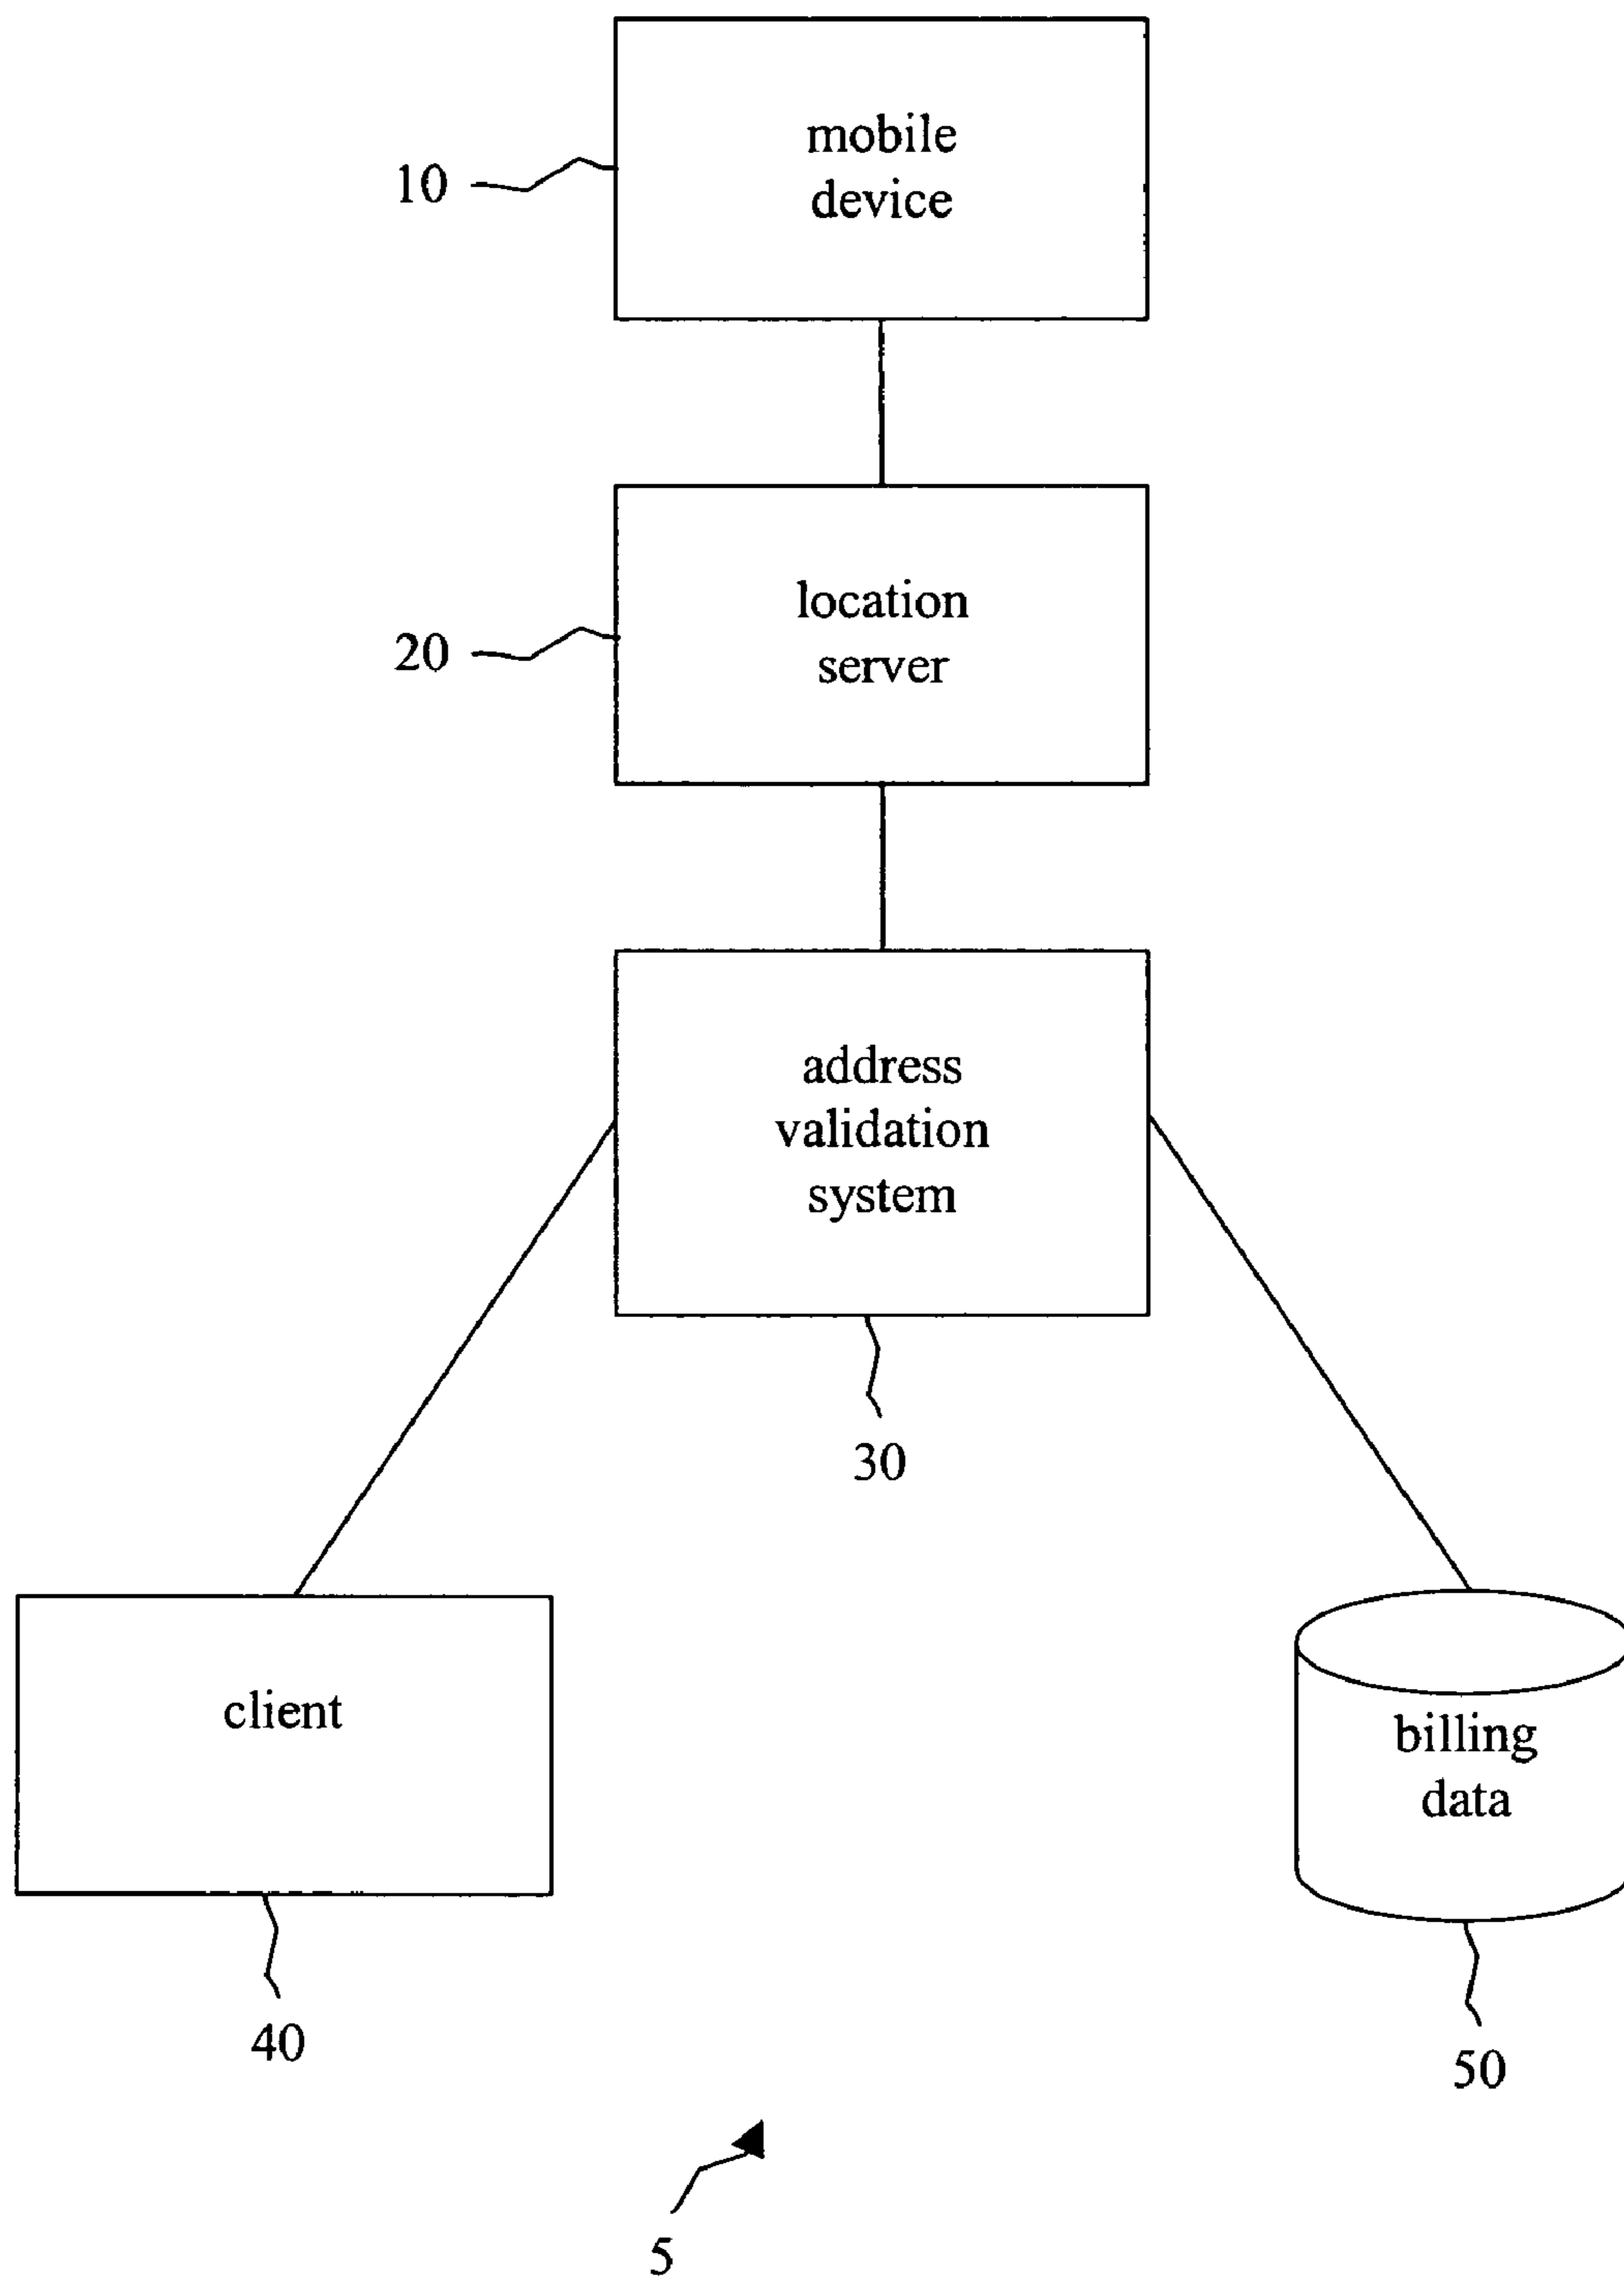 mobile
device
10
location
server
20
address
validation
system
30
client
billing
data
40
50
5